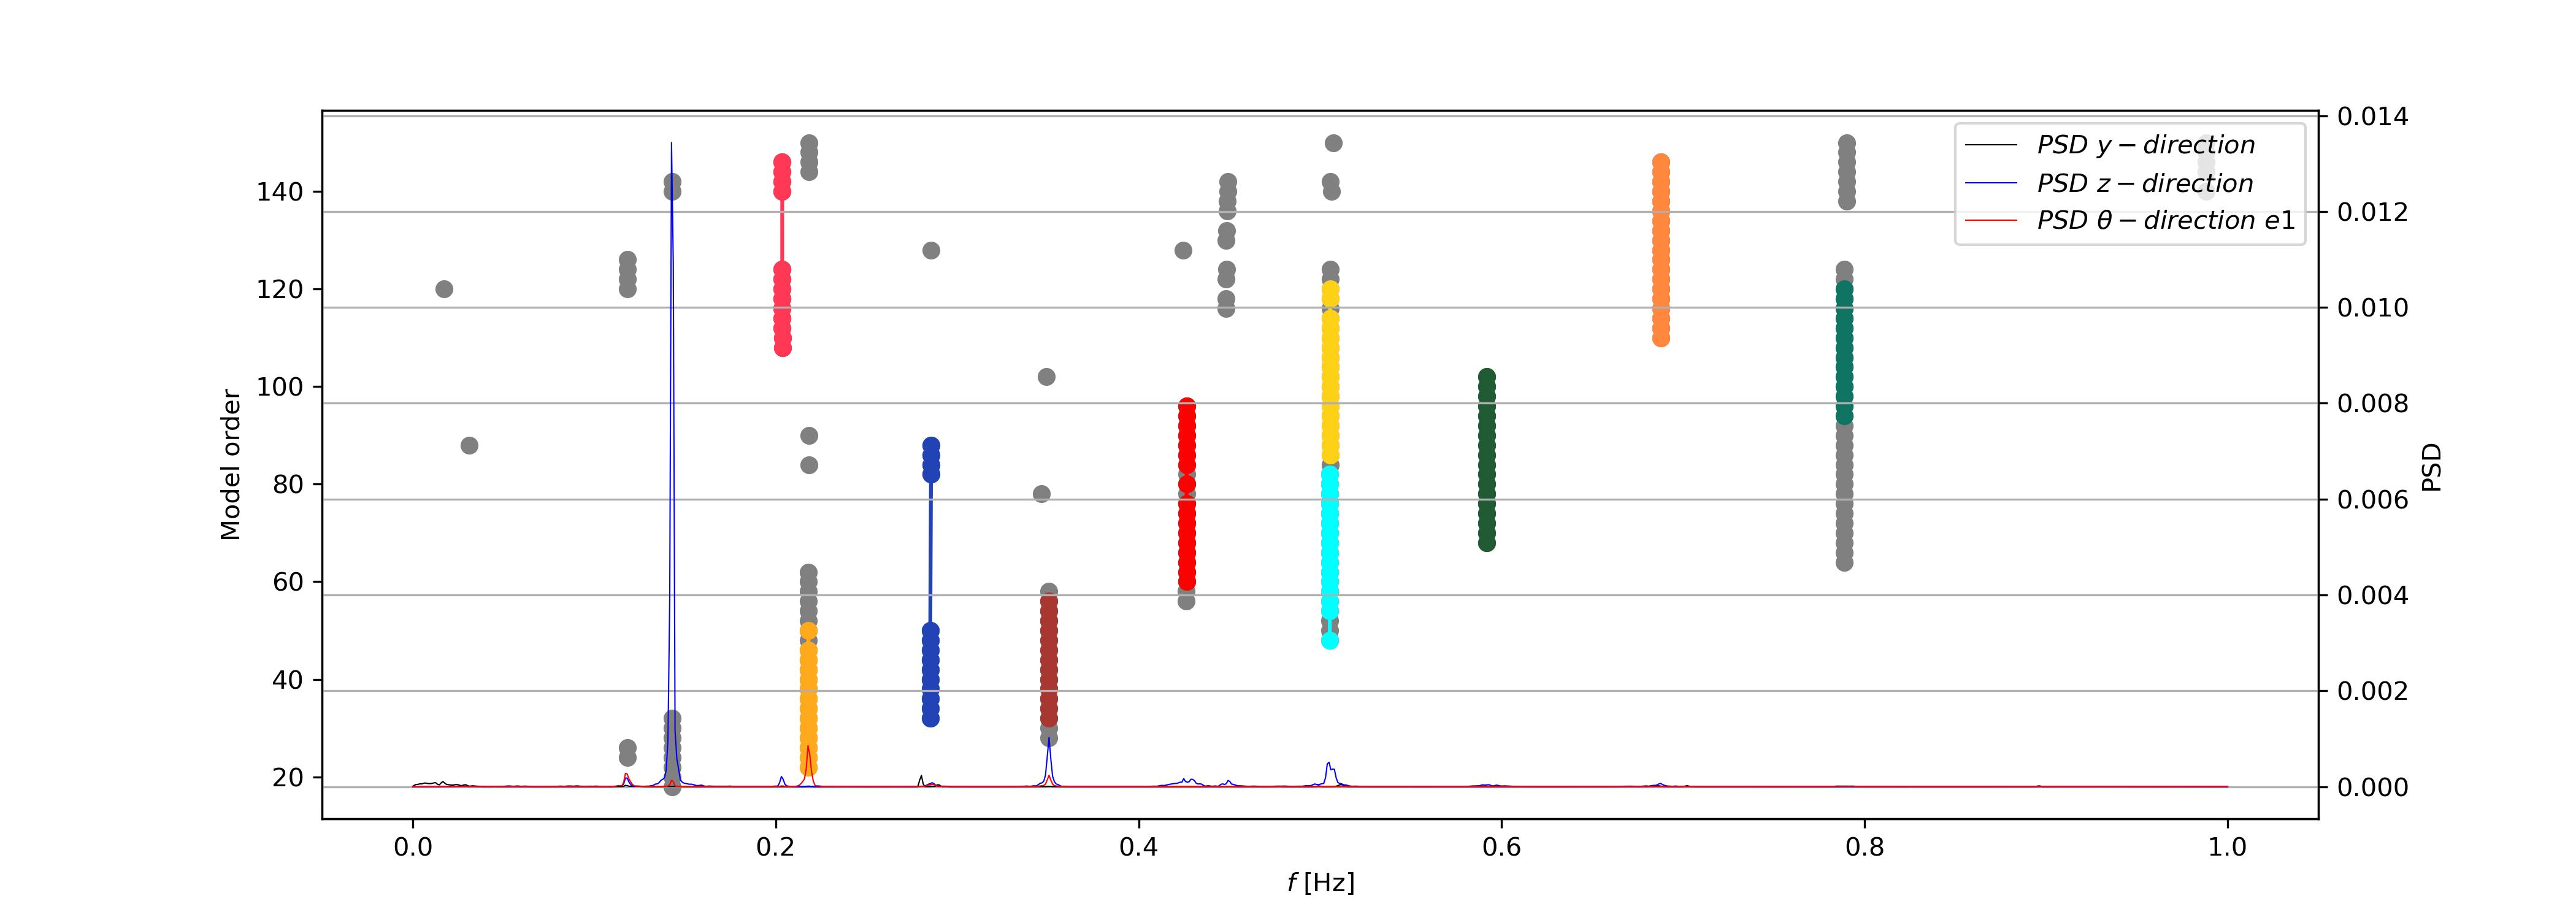 PSD y − direction
PSD z − direction
PSD θ − direction e1
Model order
140
120
100
80
60
40
20
0.014
0.012
0.010
0.008
0.006
0.004
0.002
0.000
PSD
0.0 0.2 0.4 0.6 0.8 1.0
f [Hz]